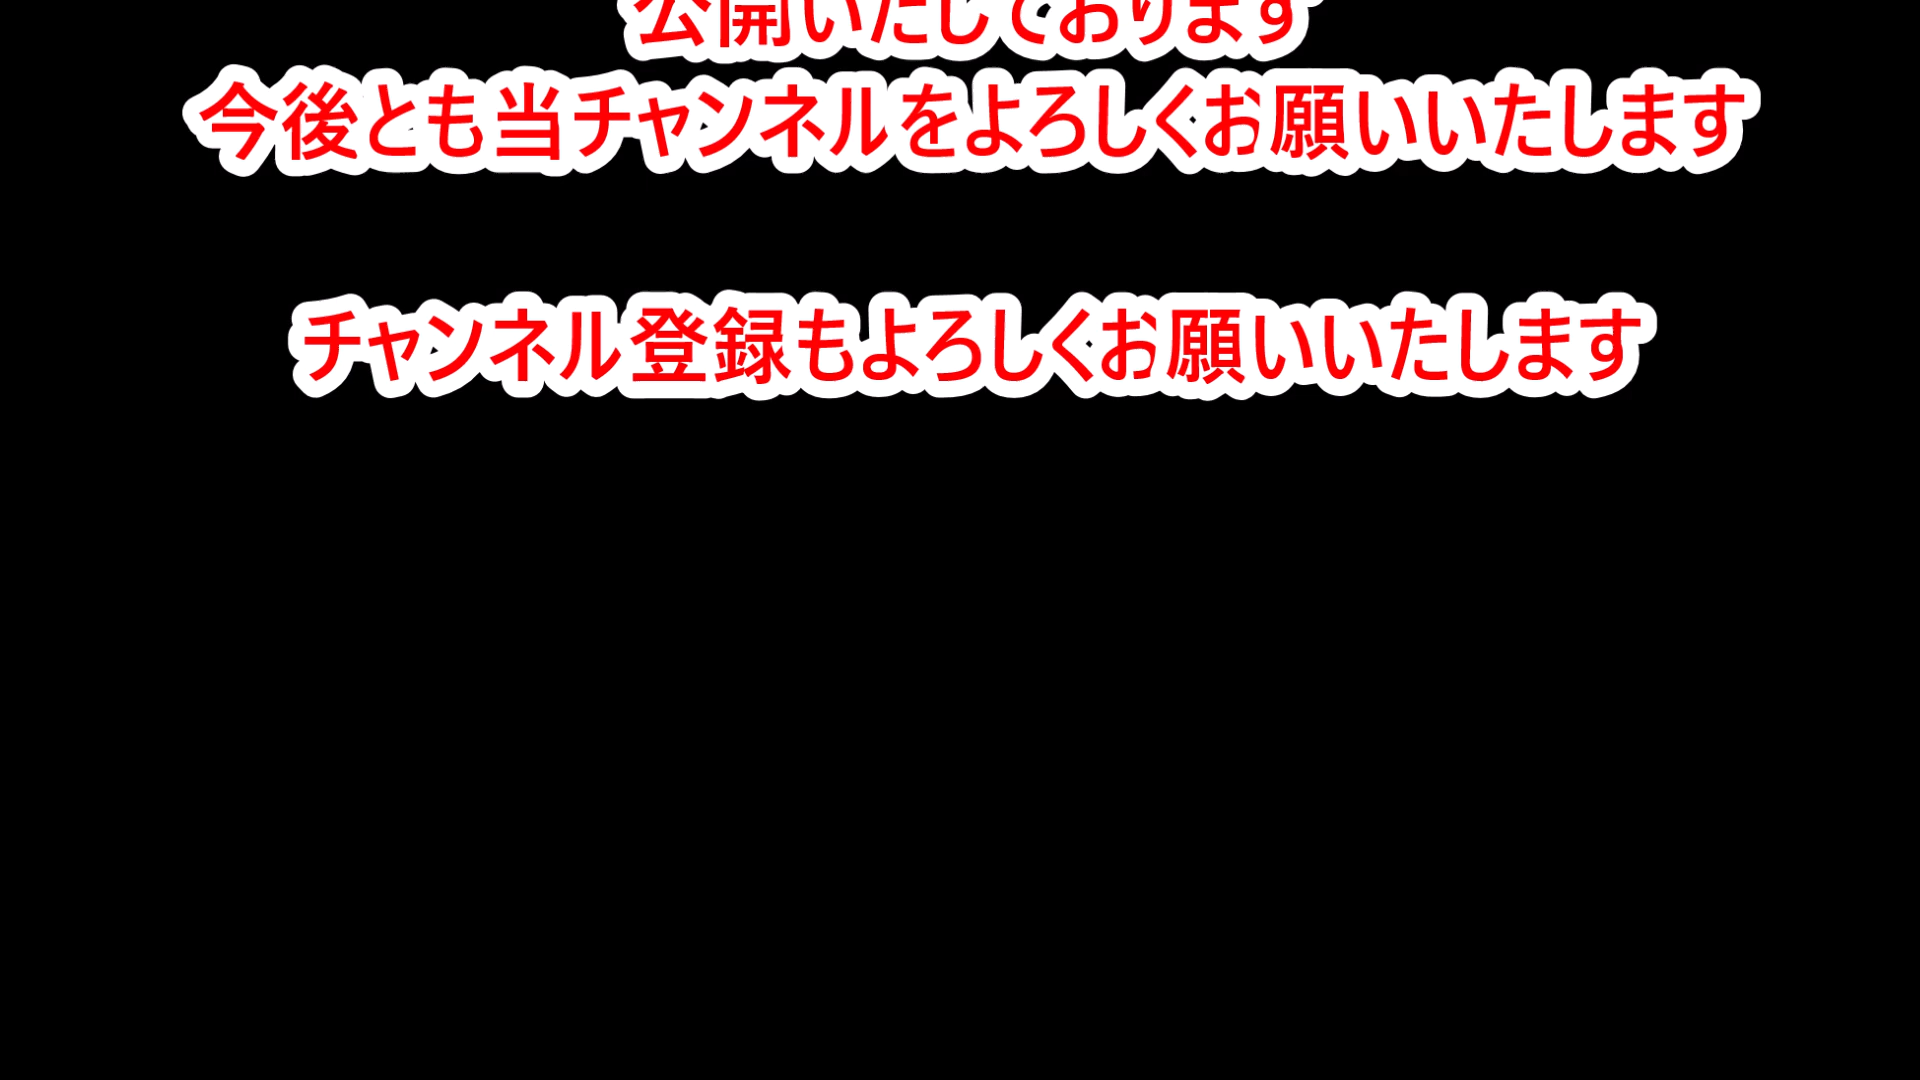 公開いたしております
今後とも当チャンネルをよろしくお願いいたします
チャンネル登録もよろしくお願いいたします